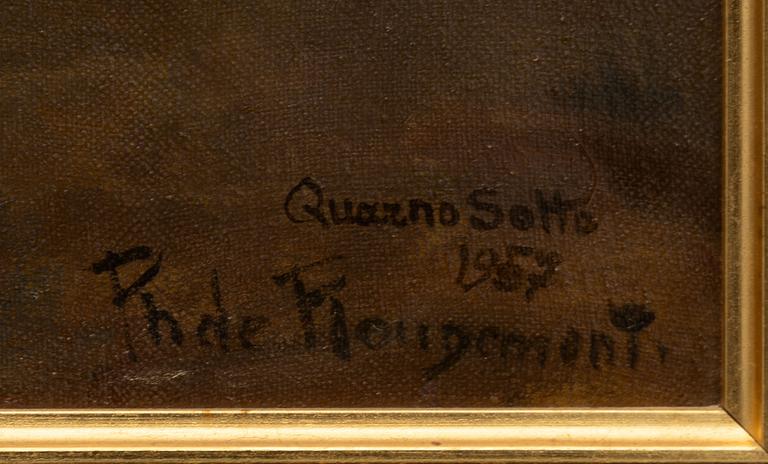 Quarno Sotto
1957
Ph de Rougemont.